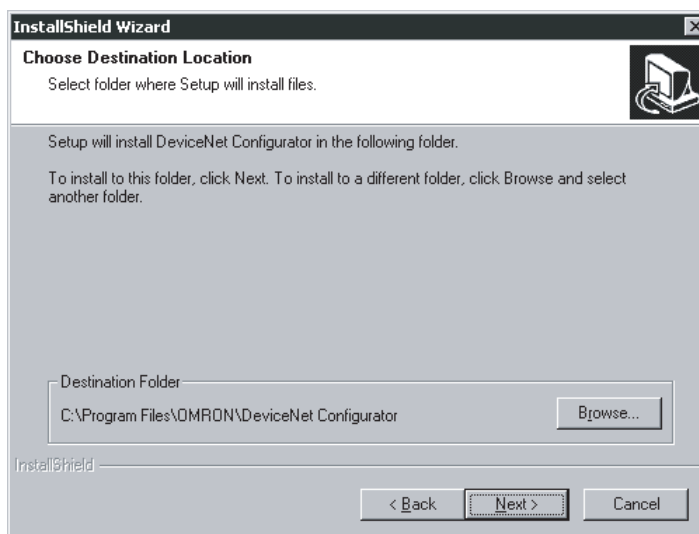 InstallShield Wizard
Choose Destination Location
Select folder where Setup will install files.
Setup will install DeviceNet Configurator in the following folder.
To install to this folder, click Next. To install to a different folder, click Browse and select
another folder.
Destination Folder
C:\Program Files\OMRON\DeviceNet Configurator
Browse...
InstallShield
< Back
Next >
Cancel